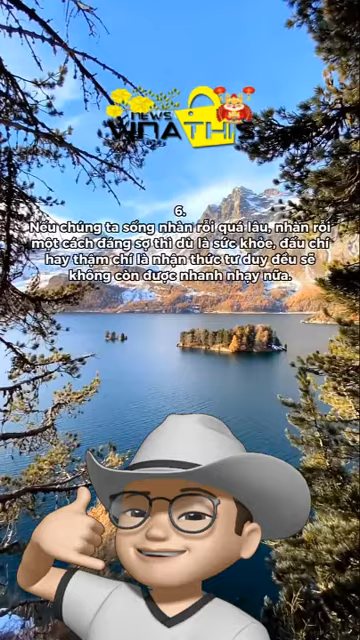 NEWS
WINATHIS
6.
Nếu chúng ta sống nhàn rỗi quá lâu, nhàn rỗi
một cách đáng sợ thì dù là sức khỏe, đấu chí
hay thậm chí là nhận thức tư duy đều sẽ
không còn được nhanh nhạy nữa.